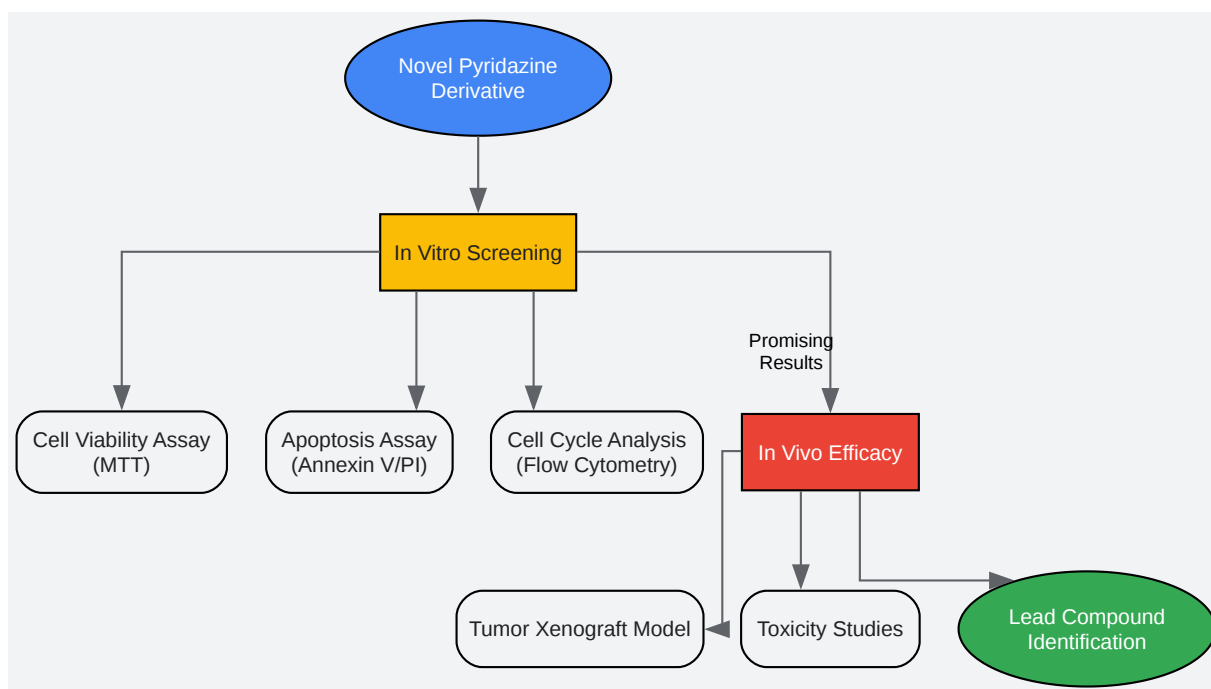 Novel Pyridazine
Derivative
In Vitro Screening
Promising
Results
Cell Viability Assay
(MTT)
Apoptosis Assay
(Annexin V/PI)
Cell Cycle Analysis
(Flow Cytometry)
In Vivo Efficacy
Tumor Xenograft Model
Toxicity Studies
Lead Compound
Identification